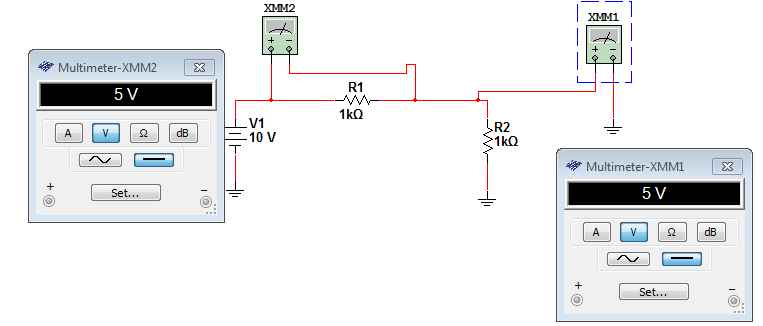 XMM2
XMM1
Multimeter-XMM2
5 V
A V Ω dB
+ −
Set...
V1
10 V
R1
1kΩ
R2
1kΩ
+ −
+ −
Multimeter-XMM1
5 V
A V Ω dB
+ −
Set...